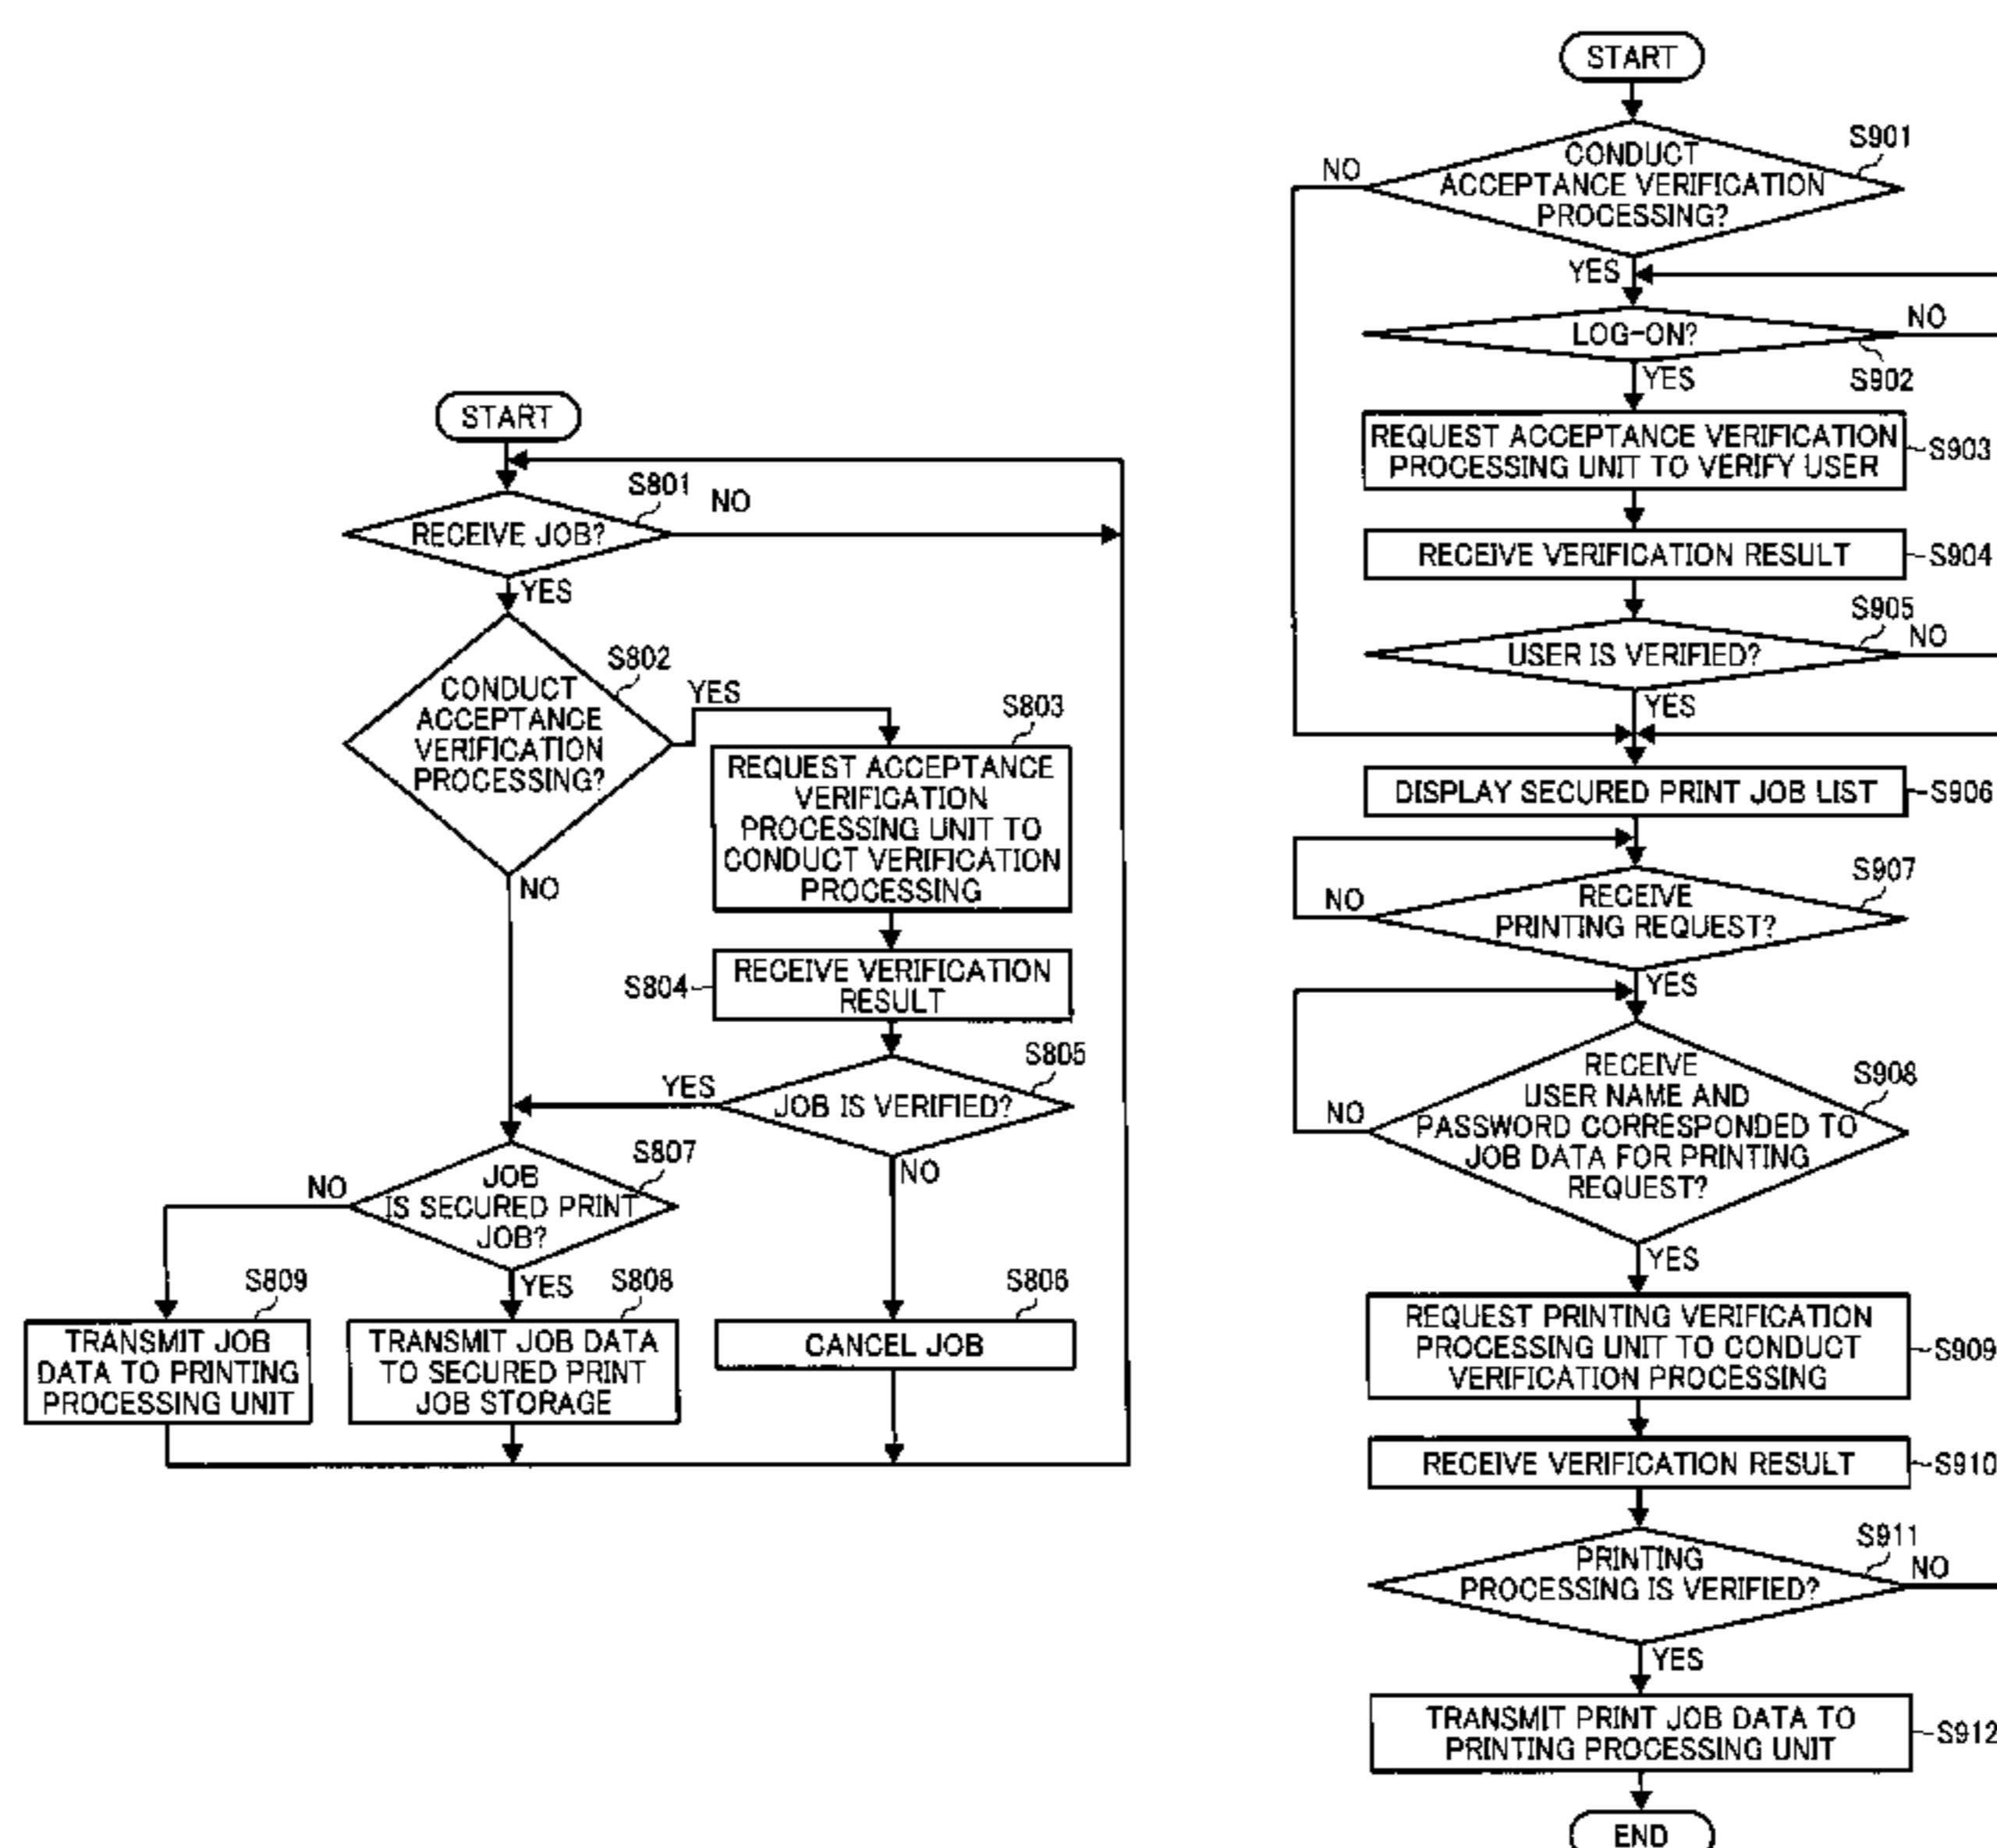 START
S801
NO
RECEIVE JOB?
YES
S802
CONDUCT
ACCEPTANCE
VERIFICATION
PROCESSING?
YES
NO
S803
REQUEST ACCEPTANCE
VERIFICATION
PROCESSING UNIT TO
CONDUCT VERIFICATION
PROCESSING
S804
RECEIVE VERIFICATION
RESULT
S805
YES
JOB IS VERIFIED?
NO
S807
NO
JOB
IS SECURED PRINT
JOB?
YES
S809
TRANSMIT JOB
DATA TO PRINTING
PROCESSING UNIT
S808
TRANSMIT JOB DATA
TO SECURED PRINT
JOB STORAGE
S806
CANCEL JOB
START
S901
NO
CONDUCT
ACCEPTANCE VERIFICATION
PROCESSING?
YES
LOG-ON?
NO
S902
YES
REQUEST ACCEPTANCE VERIFICATION
PROCESSING UNIT TO VERIFY USER
S903
RECEIVE VERIFICATION RESULT
S904
S905
USER IS VERIFIED?
NO
YES
DISPLAY SECURED PRINT JOB LIST
S906
S907
RECEIVE
PRINTING REQUEST?
NO
YES
RECEIVE
USER NAME AND
PASSWORD CORRESPONDED TO
JOB DATA FOR PRINTING
REQUEST?
S908
NO
YES
REQUEST PRINTING VERIFICATION
PROCESSING UNIT TO CONDUCT
VERIFICATION PROCESSING
S909
RECEIVE VERIFICATION RESULT
S910
S911
PRINTING
PROCESSING IS VERIFIED?
NO
YES
TRANSMIT PRINT JOB DATA TO
PRINTING PROCESSING UNIT
S912
END